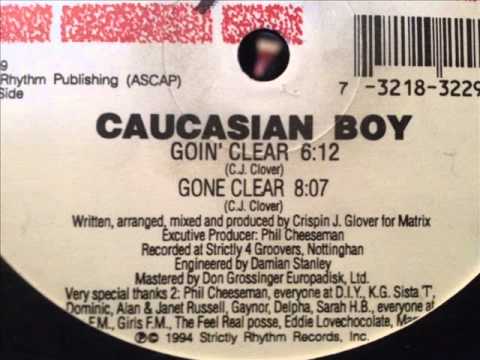 9
Rhythm Publishing (ASCAP)
Side
7 -3218-3229
CAUCASIAN BOY
GOIN' CLEAR 6:12
(C.J. Clover)
GONE CLEAR 8:07
(C.J. Clover)
Written, arranged, mixed and produced by Crispin J. Glover for Matrix
Excutive Producer: Phil Cheeseman
Recorded at Strictly 4 Groovers, Nottinghan
Engineered by Damian Stanley
Mastered by Don Grossinger Europadisk, Ltd.
Very special thanks 2: Phil Cheeseman, everyone at D.I.Y., K.G. Sista 'T',
Dominic, Alan & Janet Russell, Gaynor, Delpha, Sarah H.B., everyone at
F.M., Girls F.M., The Feel Real posse, Eddie Lovechocolate,
℗© 1994 Strictly Rhythm Records, Inc.